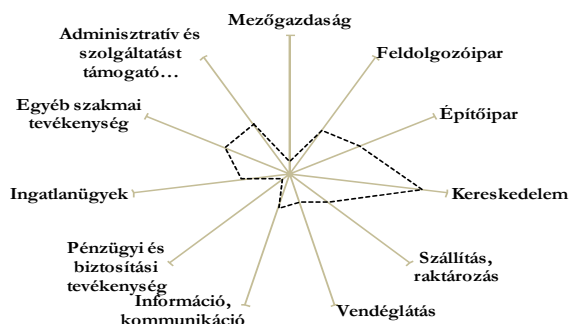 Mezőgazdaság
Feldolgozóipar
Építőipar
Kereskedelem
Szállítás,
raktározás
Vendéglátás
Információ,
kommunikáció
Pénzügyi és
biztosítási
tevékenység
Ingatlanügyek
Egyéb szakmai
tevékenység
Adminisztratív és
szolgáltatást
támogató…